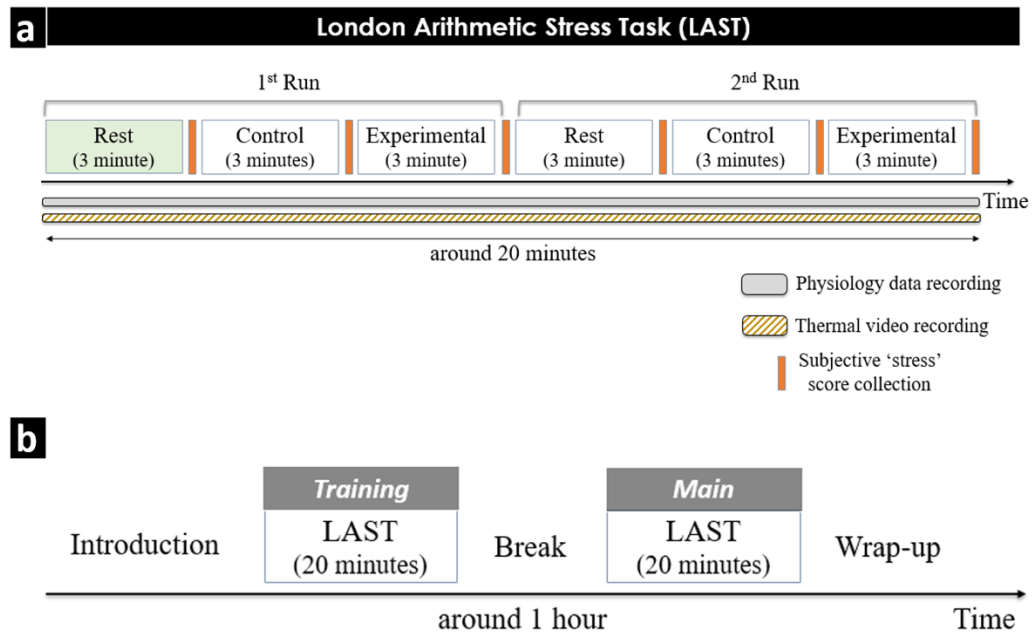 a
London Arithmetic Stress Task (LAST)
1st Run
2nd Run
Rest
(3 minute)
Control
(3 minutes)
Experimental
(3 minute)
Rest
(3 minute)
Control
(3 minutes)
Experimental
(3 minute)
Time
around 20 minutes
Physiology data recording
Thermal video recording
Subjective ‘stress’
score collection
b
Introduction
Training
LAST
(20 minutes)
Break
Main
LAST
(20 minutes)
Wrap-up
around 1 hour
Time